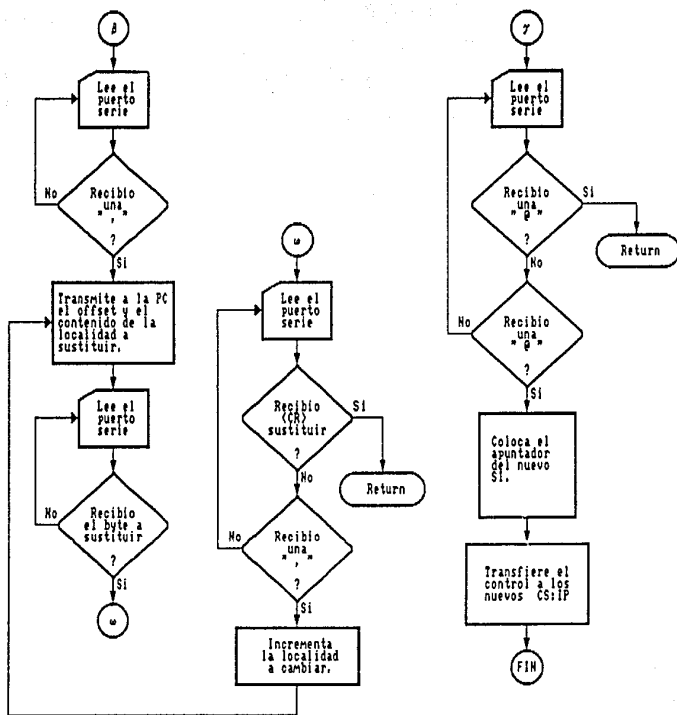 β
Lee el
puerto
serie
Recibio
una
" , "
?
No
Si
Transmite a la PC
el offset y el
contenido de la
localidad a
sustituir.
Lee el
puerto
serie
Recibio
el byte a
sustituir
?
No
Si
ω
ω
Lee el
puerto
serie
Recibio
<CR>
sustituir
?
Si
Return
No
Recibio
una
" , "
?
No
Si
Incrementa
la localidad
a cambiar.
γ
Lee el
puerto
serie
Recibio
una
" @ "
?
Si
Return
No
Recibio
una
" @ "
?
No
Si
Coloca el
apuntador
del nuevo
SI.
Transfiere el
control a los
nuevos CS:IP
FIN